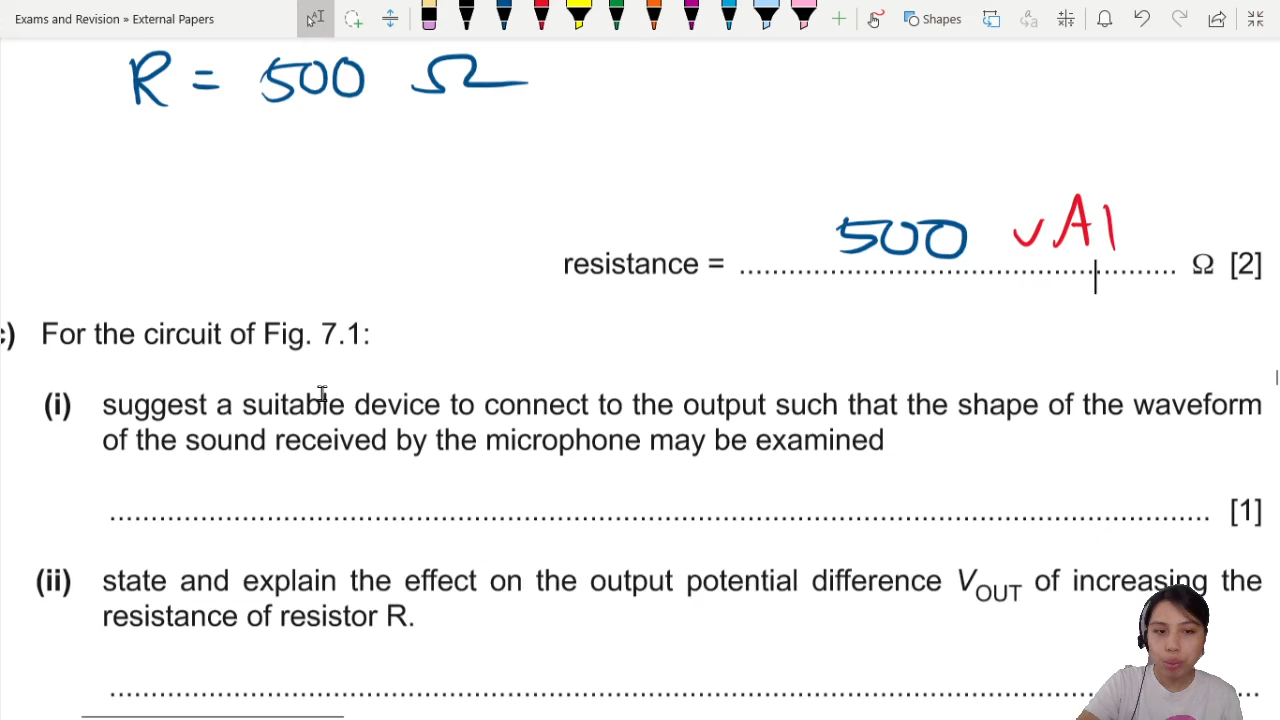 Exams and Revision » External Papers
Shapes
R = 500 Ω
500 ✓A1
resistance = .......................................................... Ω [2]
c) For the circuit of Fig. 7.1:
(i) suggest a suitable device to connect to the output such that the shape of the waveform
of the sound received by the microphone may be examined
.......................................................................................................................................... [1]
(ii) state and explain the effect on the output potential difference VOUT of increasing the
resistance of resistor R.